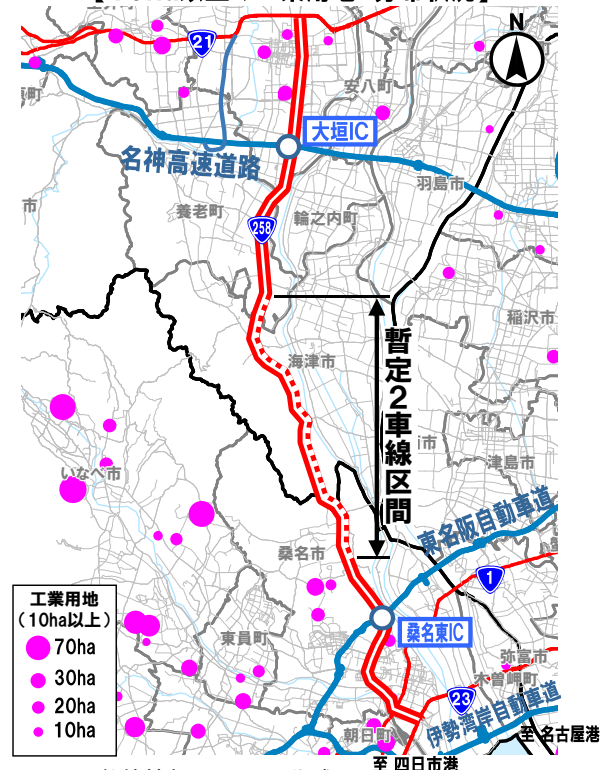 N
21
安八町
大垣IC
名神高速道路
羽島市
市
養老町
輪之内町
258
稲沢市
海津市
暫定2車線区間
市
津島市
いなべ市
東名阪自動車道
桑名市
1
工業用地
(10ha以上)
70ha
30ha
20ha
10ha
東員町
桑名東IC
弥富市
木曽岬町
23
伊勢湾岸自動車道
朝日町
至 名古屋港
至 四日市港